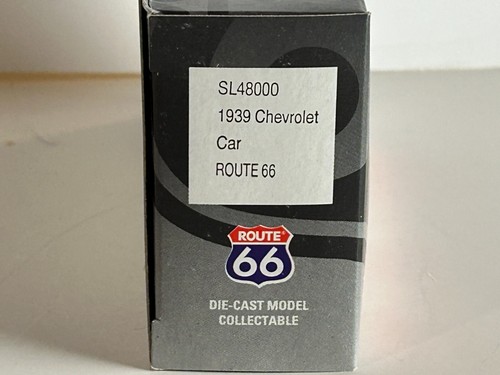 SL48000
1939 Chevrolet
Car
ROUTE 66
ROUTE
66
DIE-CAST MODEL
COLLECTABLE